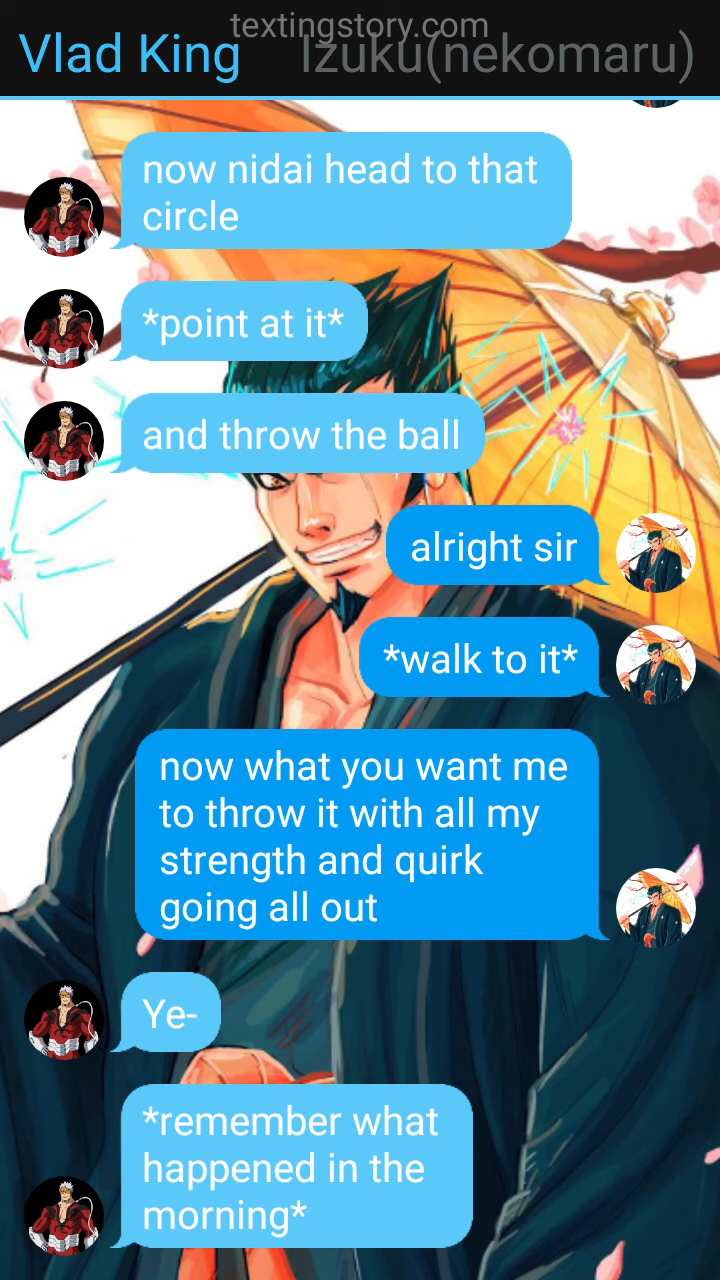 textingstory.com
Vlad King Izuku(nekomaru)
now nidai head to that
circle
*point at it*
and throw the ball
alright sir
*walk to it*
now what you want me
to throw it with all my
strength and quirk
going all out
Ye-
*remember what
happened in the
morning*